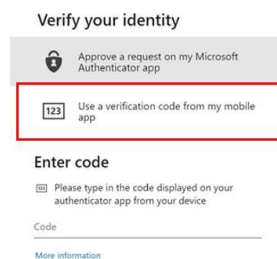 Verify your identity
Approve a request on my Microsoft
Authenticator app
123
Use a verification code from my mobile
app
Enter code
123
Please type in the code displayed on your
authenticator app from your device
Code
More information